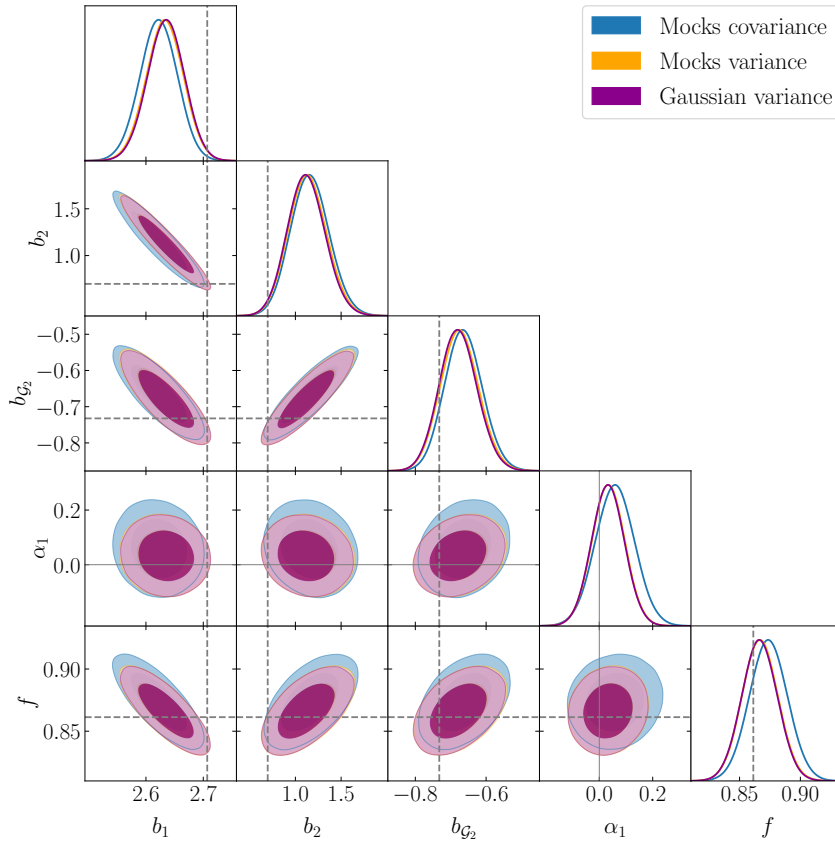 Mocks covariance
Mocks variance
Gaussian variance
1.5
1.0
b₂
−0.5
−0.6
−0.7
−0.8
b𝒢₂
0.2
0.0
α₁
0.90
0.85
f
2.6 2.7 1.0 1.5 −0.8 −0.6 0.0 0.2 0.85 0.90
b₁ b₂ b𝒢₂ α₁ f